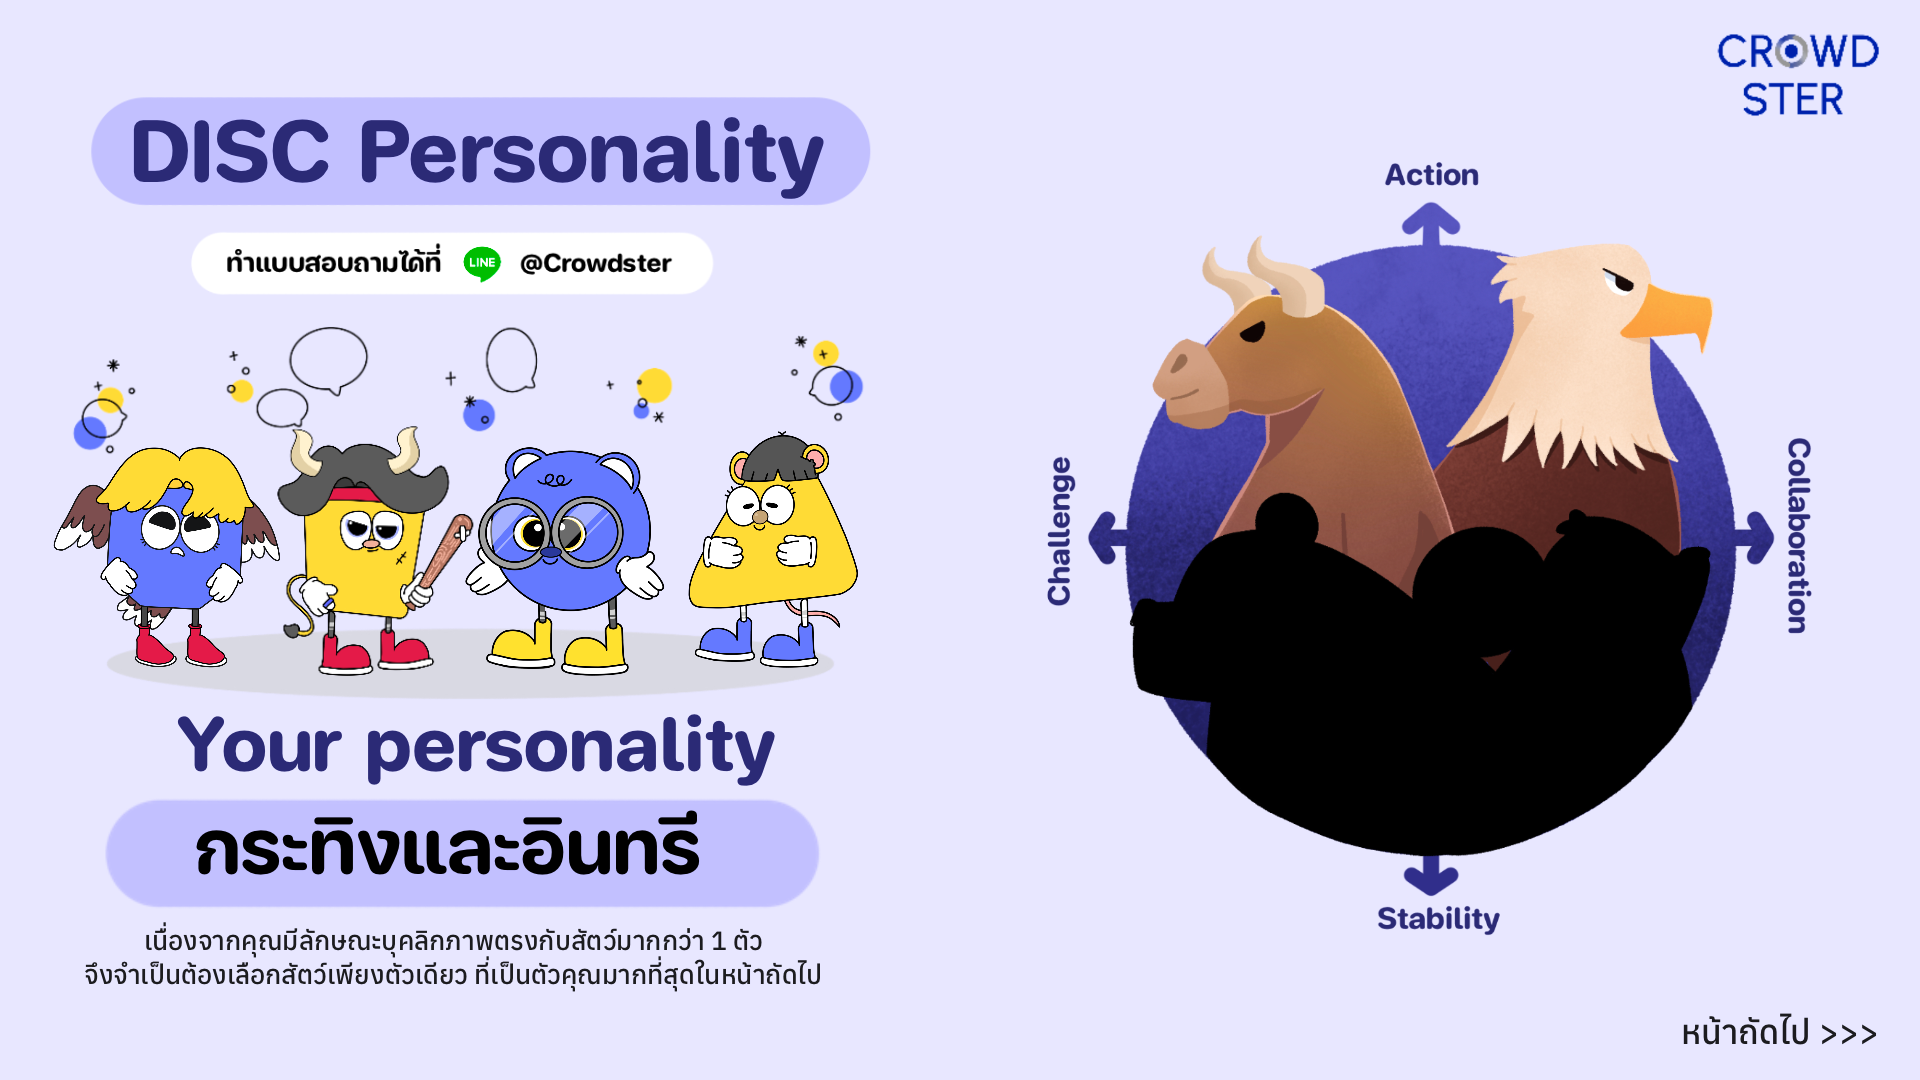 CROWD
STER
DISC Personality
ทำแบบสอบถามได้ที่ LINE @Crowdster
Your personality
กระทิงและอินทรี
เนื่องจากคุณมีลักษณะบุคลิกภาพตรงกับสัตว์มากกว่า 1 ตัว
จึงจำเป็นต้องเลือกสัตว์เพียงตัวเดียว ที่เป็นตัวคุณมากที่สุดในหน้าถัดไป
Action
Challenge
Collaboration
Stability
หน้าถัดไป >>>